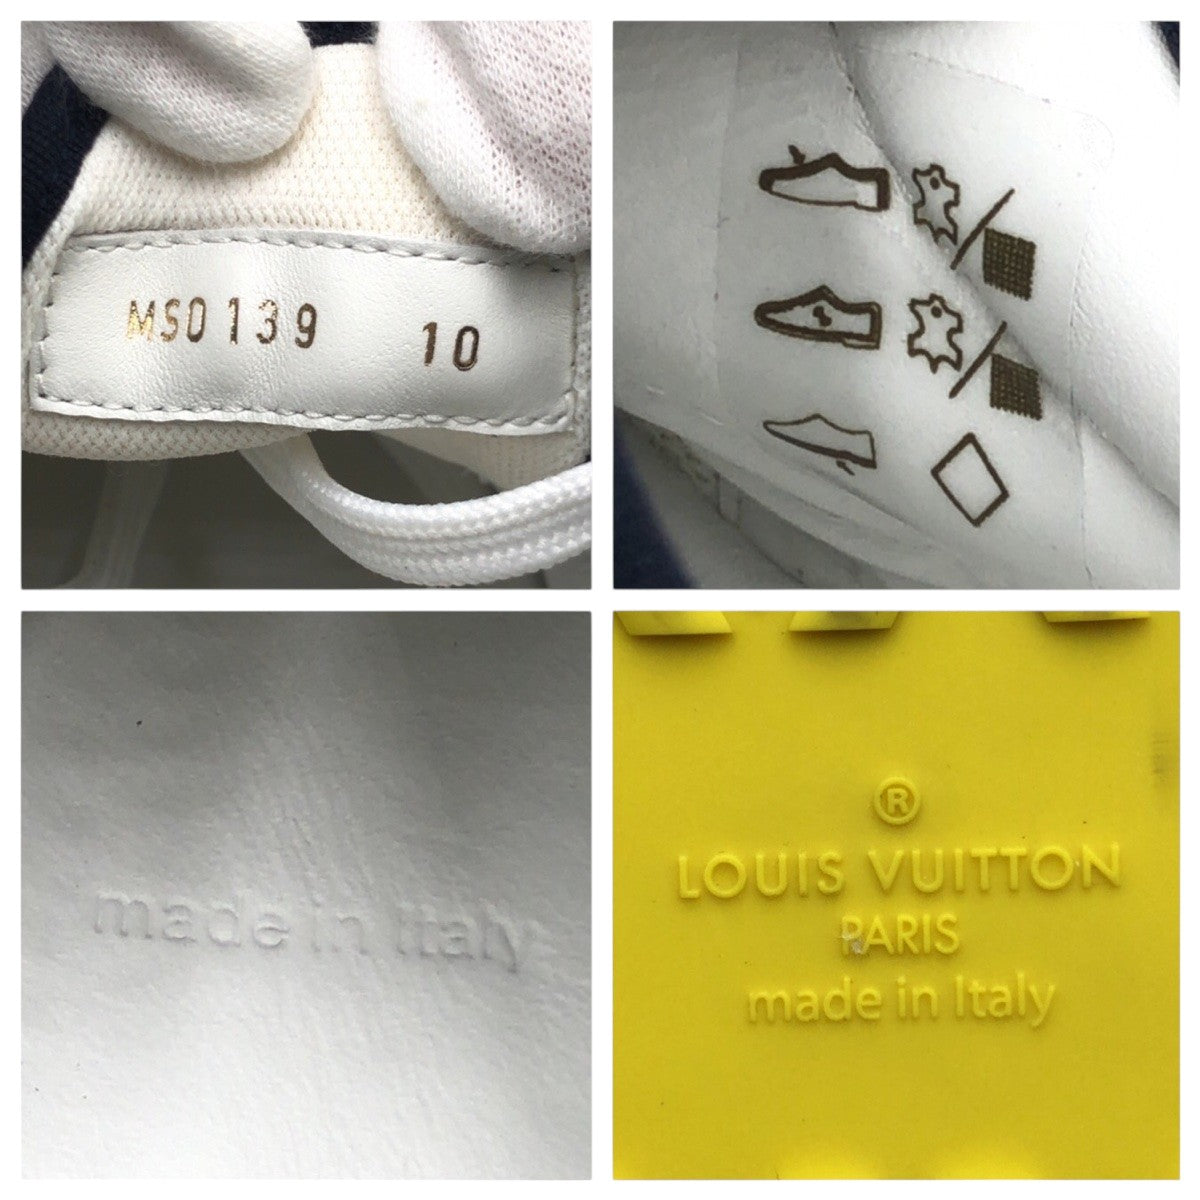 MS0139 10
made in Italy
®
LOUIS VUITTON
PARIS
made in Italy